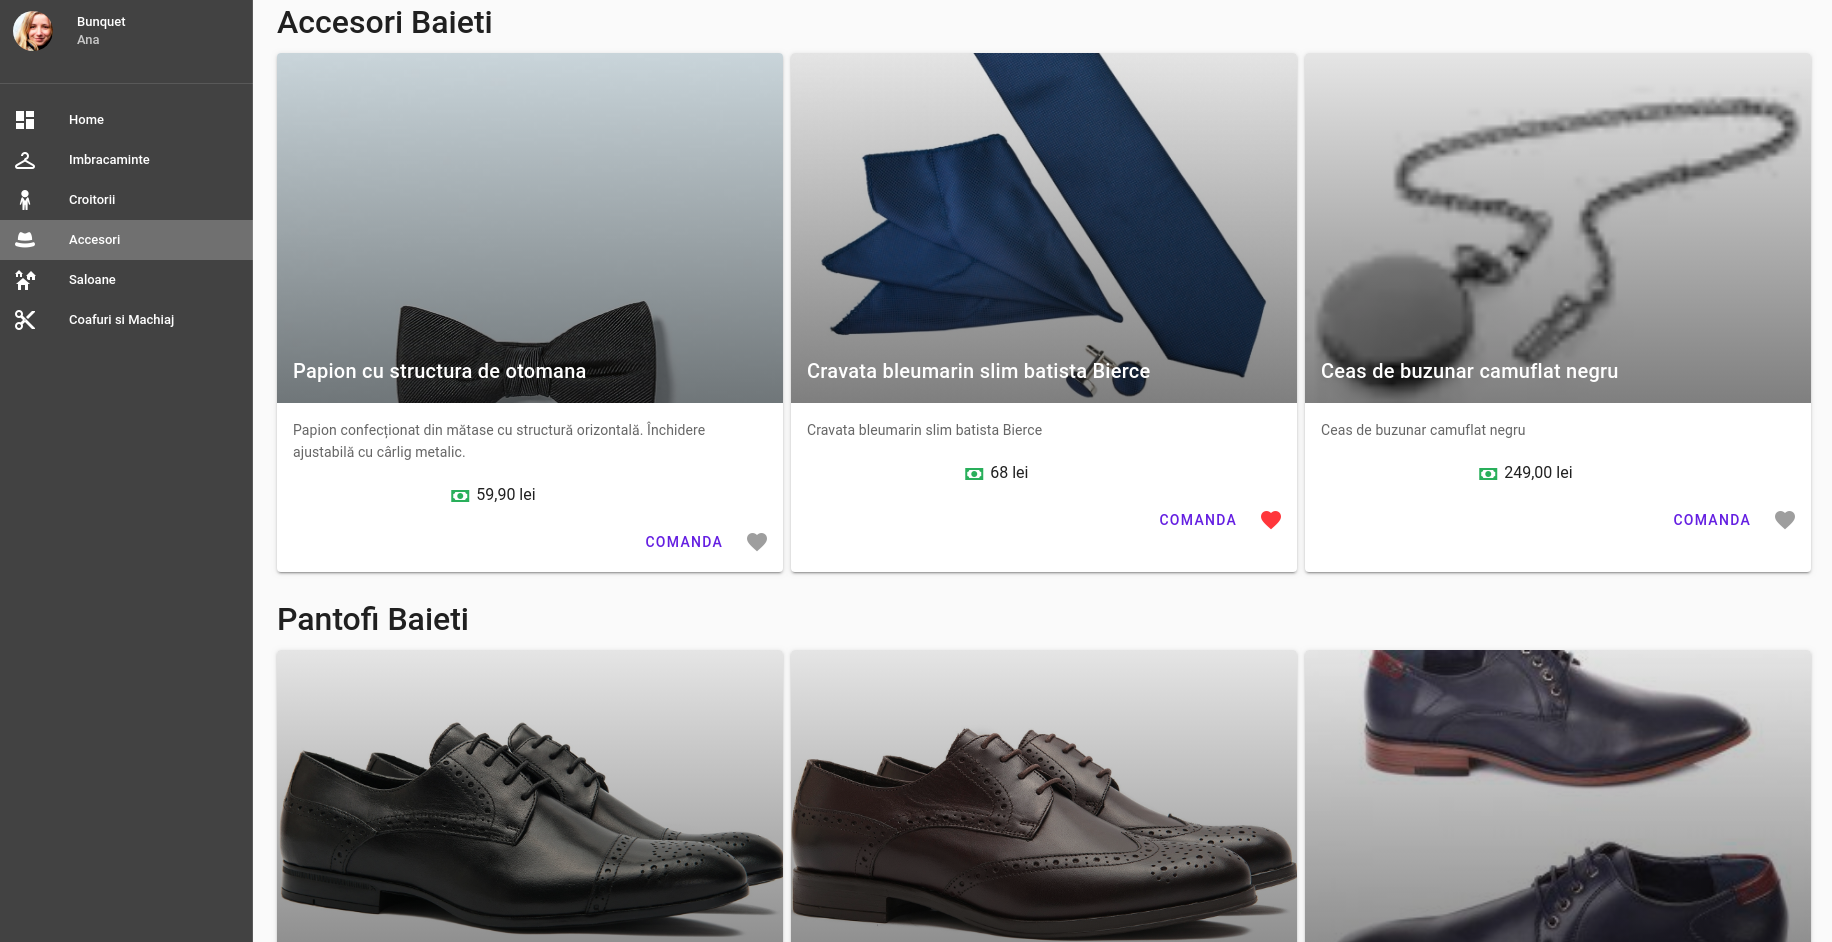 Bunquet
Ana
Home
Imbracaminte
Croitorii
Accesori
Saloane
Coafuri si Machiaj
Accesori Baieti
Papion cu structura de otomana
Papion confecționat din mătase cu structură orizontală. Închidere
ajustabilă cu cârlig metalic.
59,90 lei
COMANDA
Cravata bleumarin slim batista Bierce
Cravata bleumarin slim batista Bierce
68 lei
COMANDA
Ceas de buzunar camuflat negru
Ceas de buzunar camuflat negru
249,00 lei
COMANDA
Pantofi Baieti